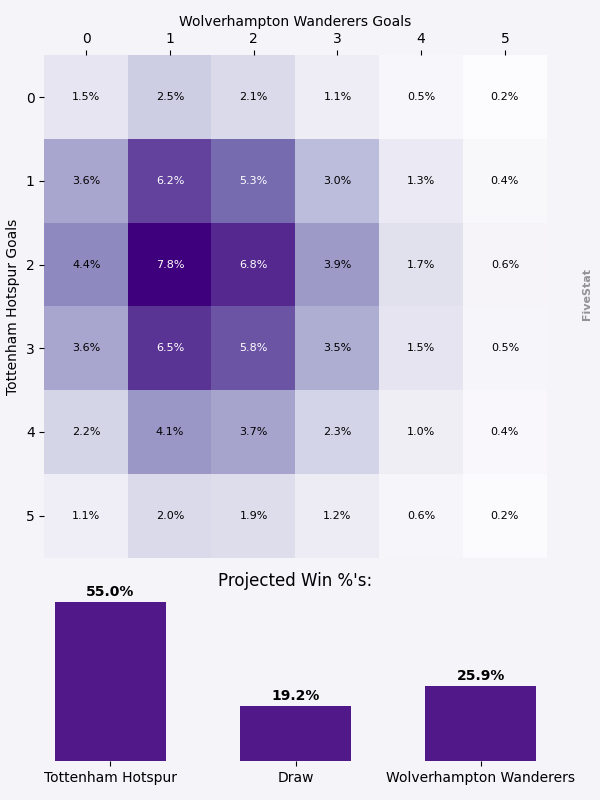 Wolverhampton Wanderers Goals
0 1 2 3 4 5
Tottenham Hotspur Goals
0 1.5% 2.5% 2.1% 1.1% 0.5% 0.2%
1 3.6% 6.2% 5.3% 3.0% 1.3% 0.4%
2 4.4% 7.8% 6.8% 3.9% 1.7% 0.6%
3 3.6% 6.5% 5.8% 3.5% 1.5% 0.5%
4 2.2% 4.1% 3.7% 2.3% 1.0% 0.4%
5 1.1% 2.0% 1.9% 1.2% 0.6% 0.2%
FiveStat
Projected Win %'s:
55.0% 19.2% 25.9%
Tottenham Hotspur Draw Wolverhampton Wanderers